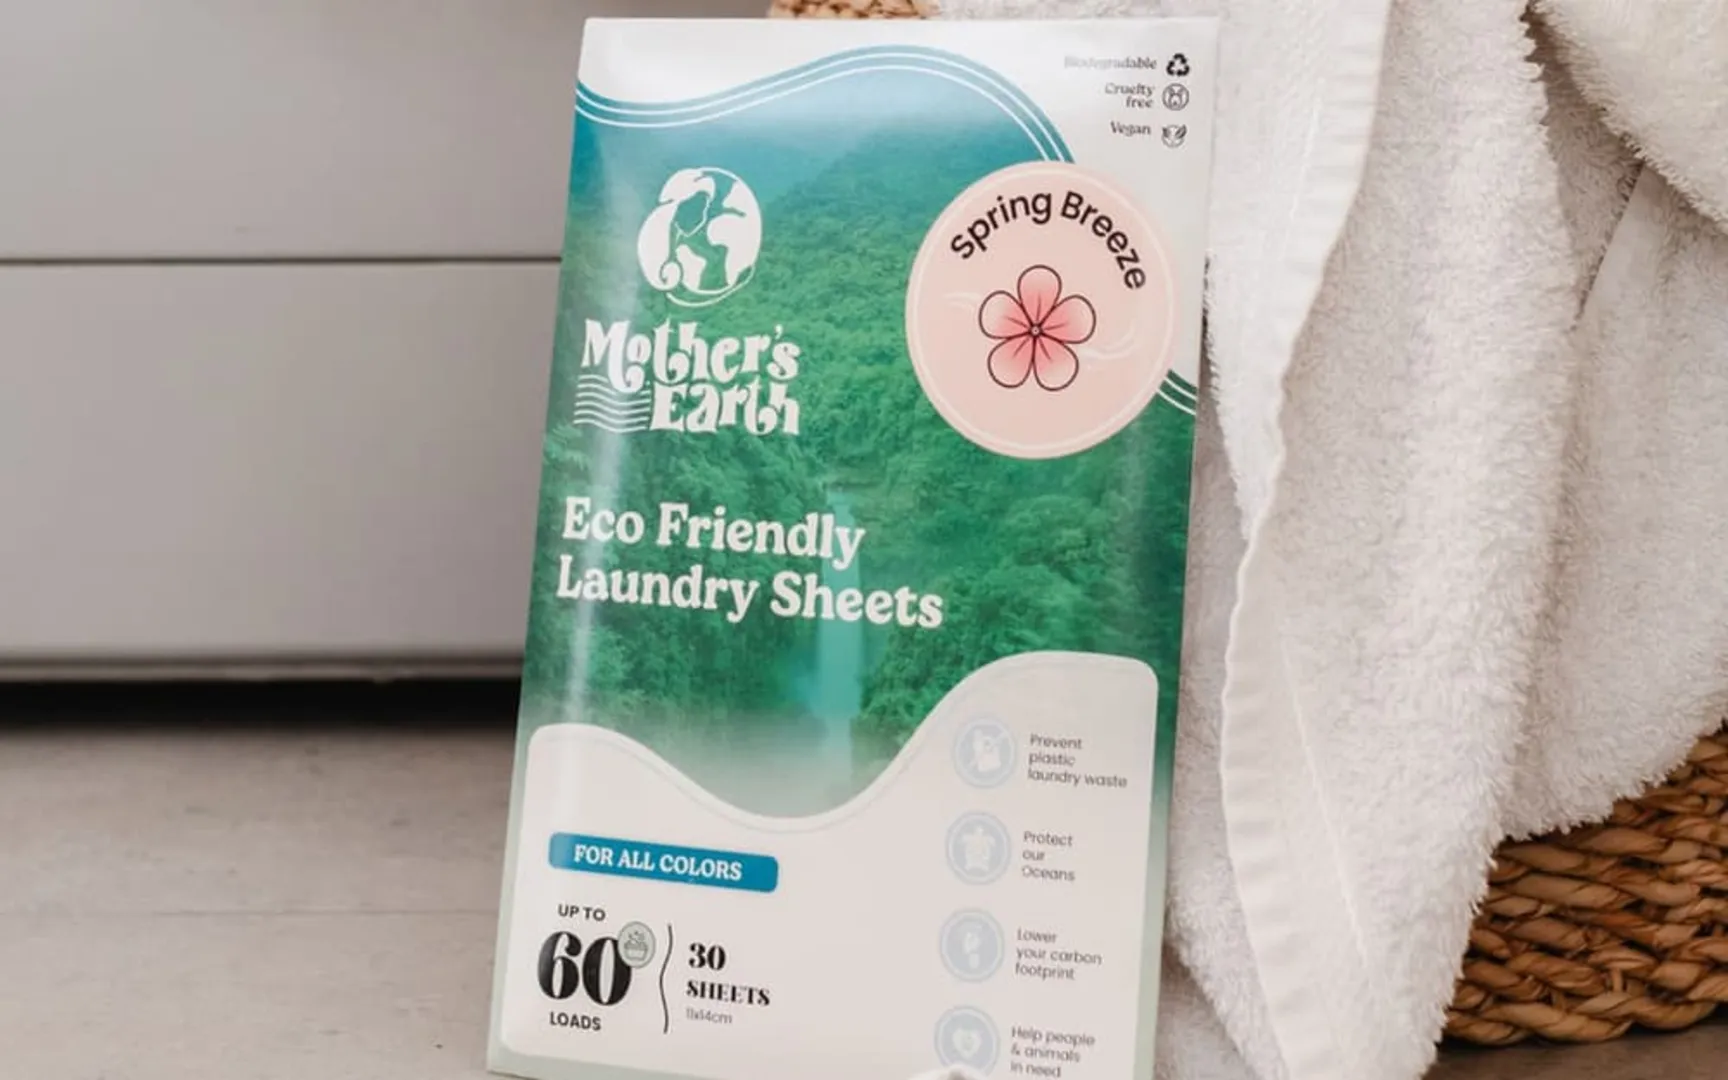 Biodegradable
Cruelty
free
Vegan
Spring Breeze
Mother's
Earth
Eco Friendly
Laundry Sheets
Prevent
plastic
laundry waste
Protect
our
Oceans
Lower
your carbon
footprint
Help people
& animals
in need
FOR ALL COLORS
UP TO
60
LOADS
30
SHEETS
11x14cm